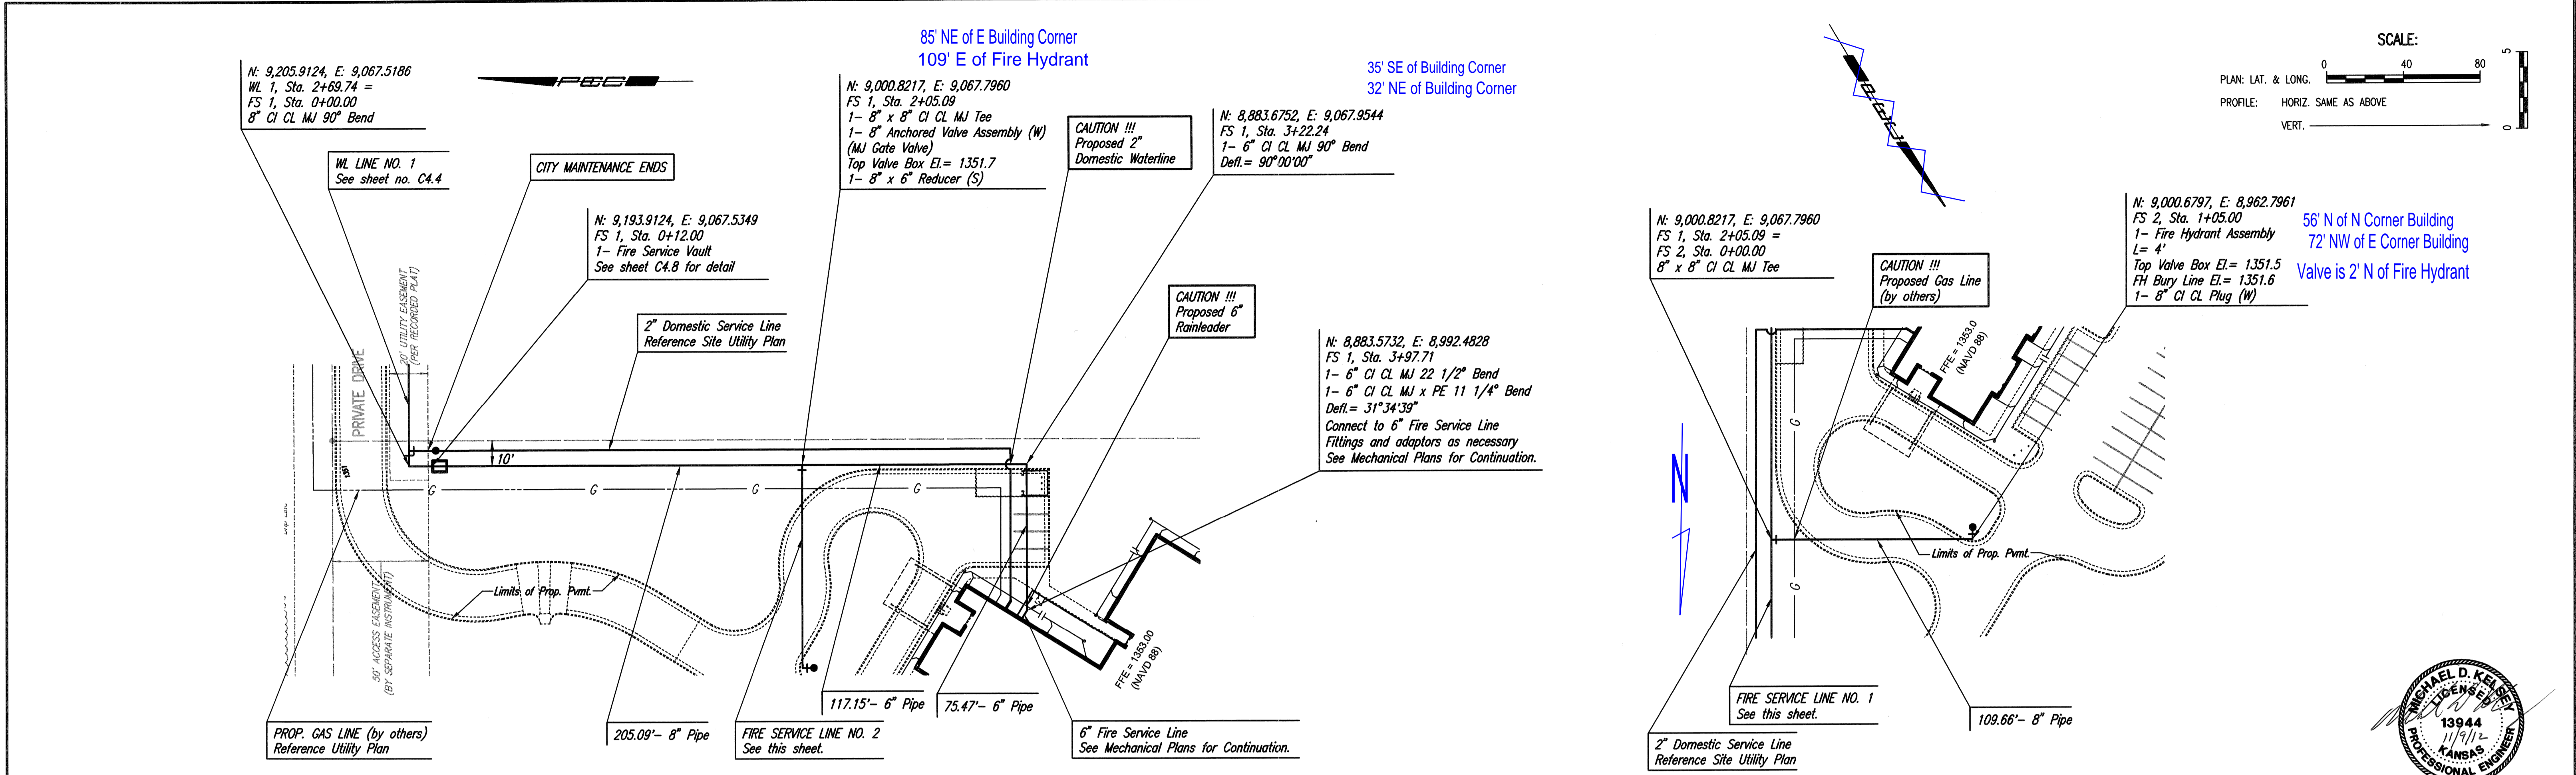 85' NE of E Building Corner
109' E of Fire Hydrant
N: 9,205.9124, E: 9,067.5186
WL 1, Sta. 2+69.74 =
FS 1, Sta. 0+00.00
8" CI CL MJ 90° Bend
PEC
N: 9,000.8217, E: 9,067.7960
FS 1, Sta. 2+05.09
1- 8" x 8" CI CL MJ Tee
1- 8" Anchored Valve Assembly (W)
(MJ Gate Valve)
Top Valve Box El.= 1351.7
1- 8" x 6" Reducer (S)
35' SE of Building Corner
32' NE of Building Corner
CAUTION !!!
Proposed 2"
Domestic Waterline
N: 8,883.6752, E: 9,067.9544
FS 1, Sta. 3+22.24
1- 6" CI CL MJ 90° Bend
Defl.= 90°00'00"
WL LINE NO. 1
See sheet no. C4.4
CITY MAINTENANCE ENDS
N: 9,193.9124, E: 9,067.5349
FS 1, Sta. 0+12.00
1- Fire Service Vault
See sheet C4.8 for detail
2" Domestic Service Line
Reference Site Utility Plan
CAUTION !!!
Proposed 6"
Rainleader
N: 8,883.5732, E: 8,992.4828
FS 1, Sta. 3+97.71
1- 6" CI CL MJ 22 1/2° Bend
1- 6" CI CL MJ x PE 11 1/4° Bend
Defl.= 31°34'39"
Connect to 6" Fire Service Line
Fittings and adaptors as necessary
See Mechanical Plans for Continuation.
PRIVATE DRIVE
20' UTILITY EASEMENT
(PER RECORDED PLAT)
10'
G
G
G
G
Limits of Prop. Pvmt.
50' ACCESS EASEMENT
(BY SEPARATE INSTRUMENT)
FFE = 1353.00
(NAVD 88)
PROP. GAS LINE (by others)
Reference Utility Plan
205.09'- 8" Pipe
FIRE SERVICE LINE NO. 2
See this sheet.
117.15'- 6" Pipe
75.47'- 6" Pipe
6" Fire Service Line
See Mechanical Plans for Continuation.
SCALE:
0 40 80
PLAN: LAT. & LONG.
PROFILE: HORIZ. SAME AS ABOVE
VERT.
0 5
PEC
N: 9,000.8217, E: 9,067.7960
FS 1, Sta. 2+05.09 =
FS 2, Sta. 0+00.00
8" x 8" CI CL MJ Tee
CAUTION !!!
Proposed Gas Line
(by others)
N: 9,000.6797, E: 8,962.7961
FS 2, Sta. 1+05.00
1- Fire Hydrant Assembly
L= 4'
Top Valve Box El.= 1351.5
FH Bury Line El.= 1351.6
1- 8" CI CL Plug (W)
56' N of N Corner Building
72' NW of E Corner Building
Valve is 2' N of Fire Hydrant
FFE = 1353.0
(NAVD 88)
N
G
G
Limits of Prop. Pvmt.
FIRE SERVICE LINE NO. 1
See this sheet.
109.66'- 8" Pipe
2" Domestic Service Line
Reference Site Utility Plan
MICHAEL D. KELSEY
LICENSED
13944
11/9/12
KANSAS
PROFESSIONAL ENGINEER